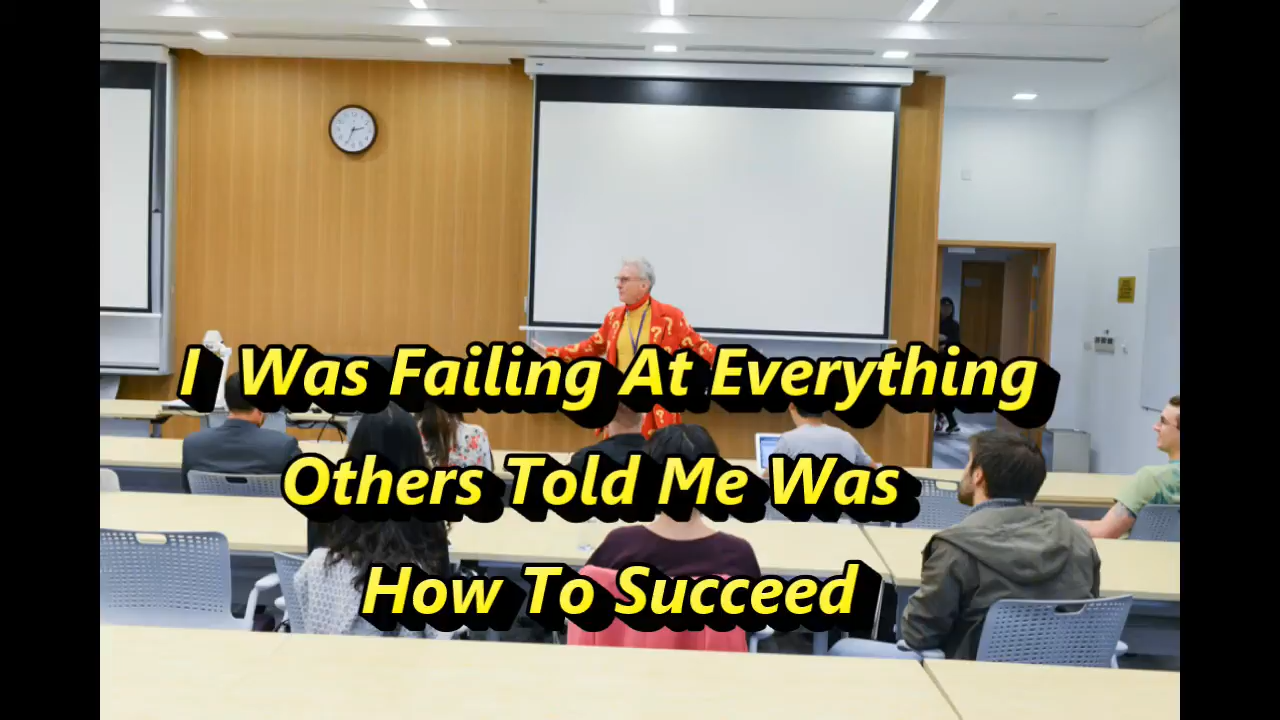 I Was Failing At Everything
Others Told Me Was
How To Succeed